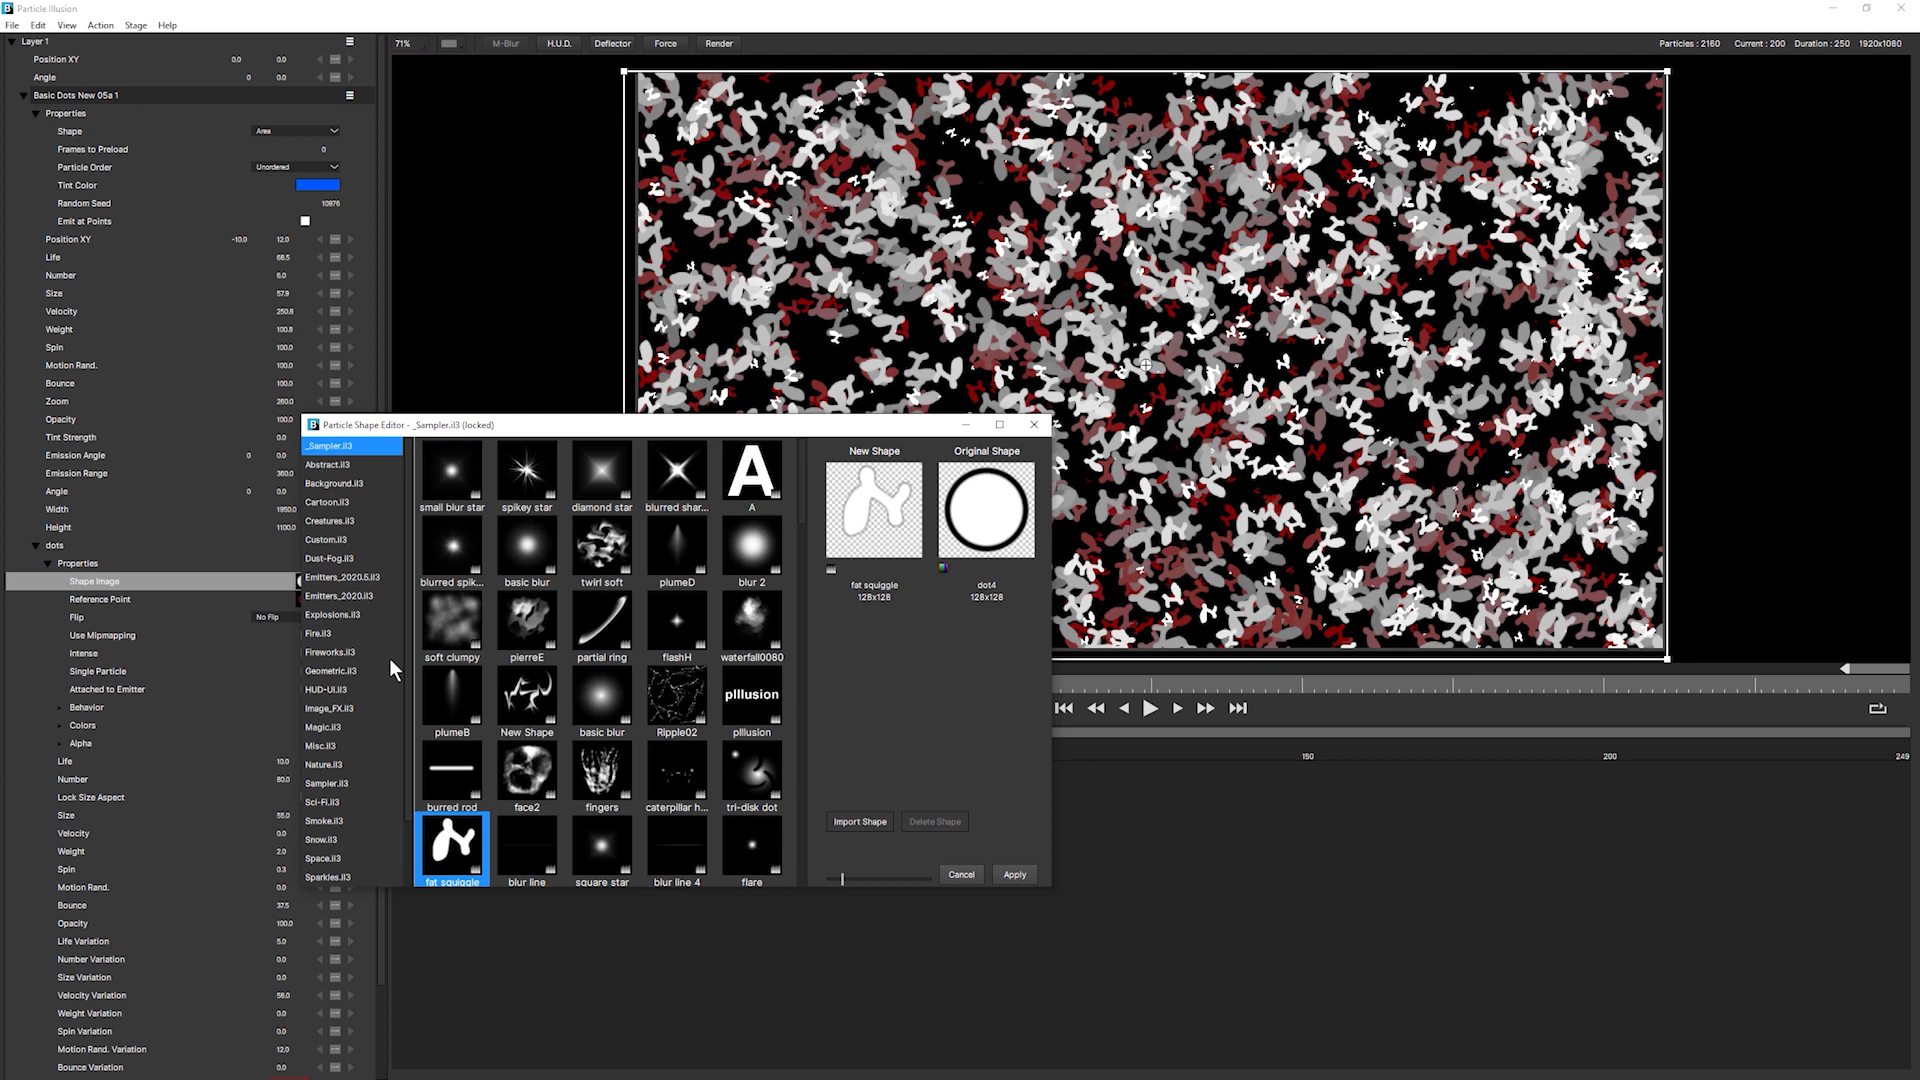 Particle Illusion
File Edit View Action Stage Help
Layer 1
71% M-Blur H.U.D. Deflector Force Render Particles : 2160 Current : 200 Duration : 250 1920x1080
Position XY 0.0 0.0
Angle 0 0.0
Basic Dots New 05a 1
Properties
Shape Area
Frames to Preload 0
Particle Order Unordered
Tint Color
Random Seed 10976
Emit at Points
Position XY -10.0 12.0
Life 68.5
Number 6.0
Size 57.9
Velocity 250.8
Weight 100.8
Spin 100.0
Motion Rand. 100.0
Bounce 100.0
Zoom 260.0
Opacity 100.0
Tint Strength 0.0
Emission Angle 0 0.0
Emission Range 360.0
Angle 0 0.0
Width 1950.0
Height 1100.0
dots
Properties
Shape Image
Reference Point
Flip No Flip
Use Mipmapping
Intense
Single Particle
Attached to Emitter
Behavior
Colors
Alpha
Life 10.0
Number 80.0
Lock Size Aspect
Size 55.0
Velocity 0.0
Weight 2.0
Spin 0.3
Motion Rand. 0.0
Bounce 37.5
Opacity 100.0
Life Variation 5.0
Number Variation 0.0
Size Variation 0.0
Velocity Variation 58.0
Weight Variation 0.0
Spin Variation 0.0
Motion Rand. Variation 12.0
Bounce Variation 0.0
Particle Shape Editor - _Sampler.il3 (locked)
_Sampler.il3
Abstract.il3
Background.il3
Cartoon.il3
Creatures.il3
Custom.il3
Dust-Fog.il3
Emitters_2020.5.il3
Emitters_2020.il3
Explosions.il3
Fire.il3
Fireworks.il3
Geometric.il3
HUD-UI.il3
Image_FX.il3
Magic.il3
Misc.il3
Nature.il3
Sampler.il3
Sci-Fi.il3
Smoke.il3
Snow.il3
Space.il3
Sparkles.il3
A
small blur star spikey star diamond star blurred shar... A
blurred spik... basic blur twirl soft plumeD blur 2
soft clumpy pierreE partial ring flashH waterfall0080
pIllusion
plumeB New Shape basic blur Ripple02 pIllusion
burred rod face2 fingers caterpillar h... tri-disk dot
fat squiggle blur line square star blur line 4 flare
New Shape Original Shape
fat squiggle dot4
128x128 128x128
Import Shape Delete Shape
Cancel Apply
150 200 249